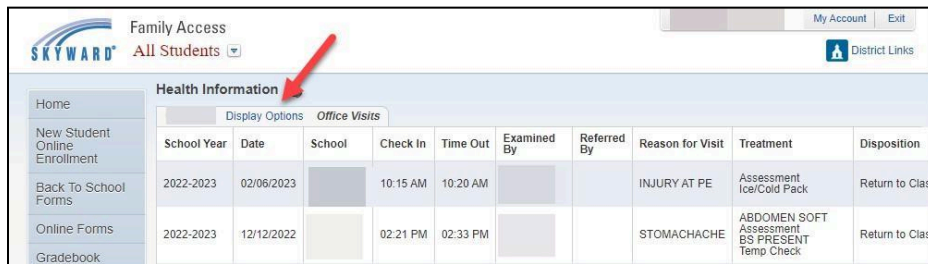 Family Access
My Account Exit
SKYWARD All Students
District Links
Health Information
Home
Display Options Office Visits
New Student
Online
Enrollment
School Year Date School Check In Time Out Examined By Referred By Reason for Visit Treatment Disposition
Back To School
Forms
2022-2023 02/06/2023 10:15 AM 10:20 AM INJURY AT PE Assessment
Ice/Cold Pack Return to Clas
Online Forms
2022-2023 12/12/2022 02:21 PM 02:33 PM STOMACHACHE ABDOMEN SOFT
Assessment
BS PRESENT
Temp Check Return to Clas
Gradebook